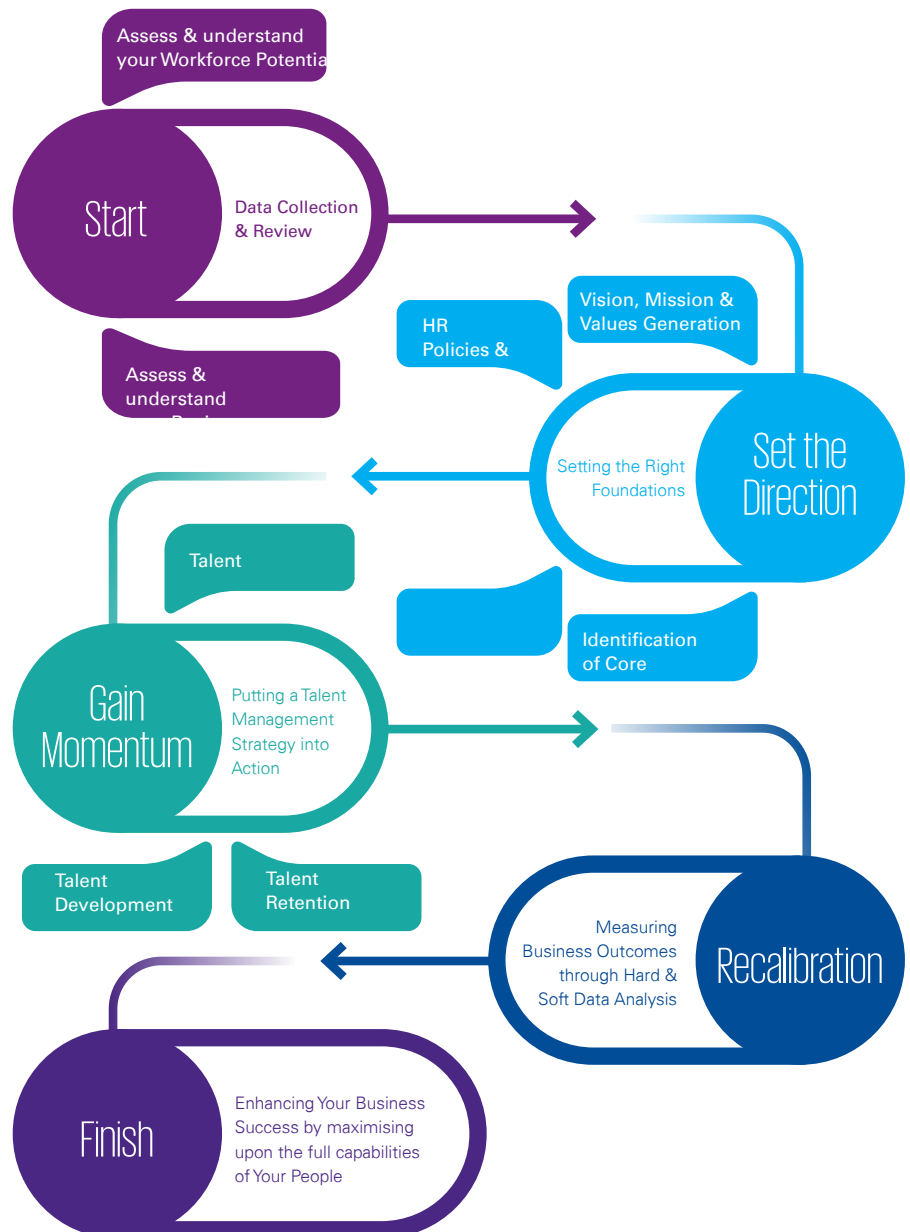 Assess & understand
your Workforce Potentia
Start
Data Collection
& Review
Assess &
understand
HR
Policies &
Vision, Mission &
Values Generation
Setting the Right
Foundations
Set the
Direction
Identification
of Core
Talent
Gain
Momentum
Putting a Talent
Management
Strategy into
Action
Talent
Development
Talent
Retention
Measuring
Business Outcomes
through Hard &
Soft Data Analysis
Recalibration
Finish
Enhancing Your Business
Success by maximising
upon the full capabilities
of Your People